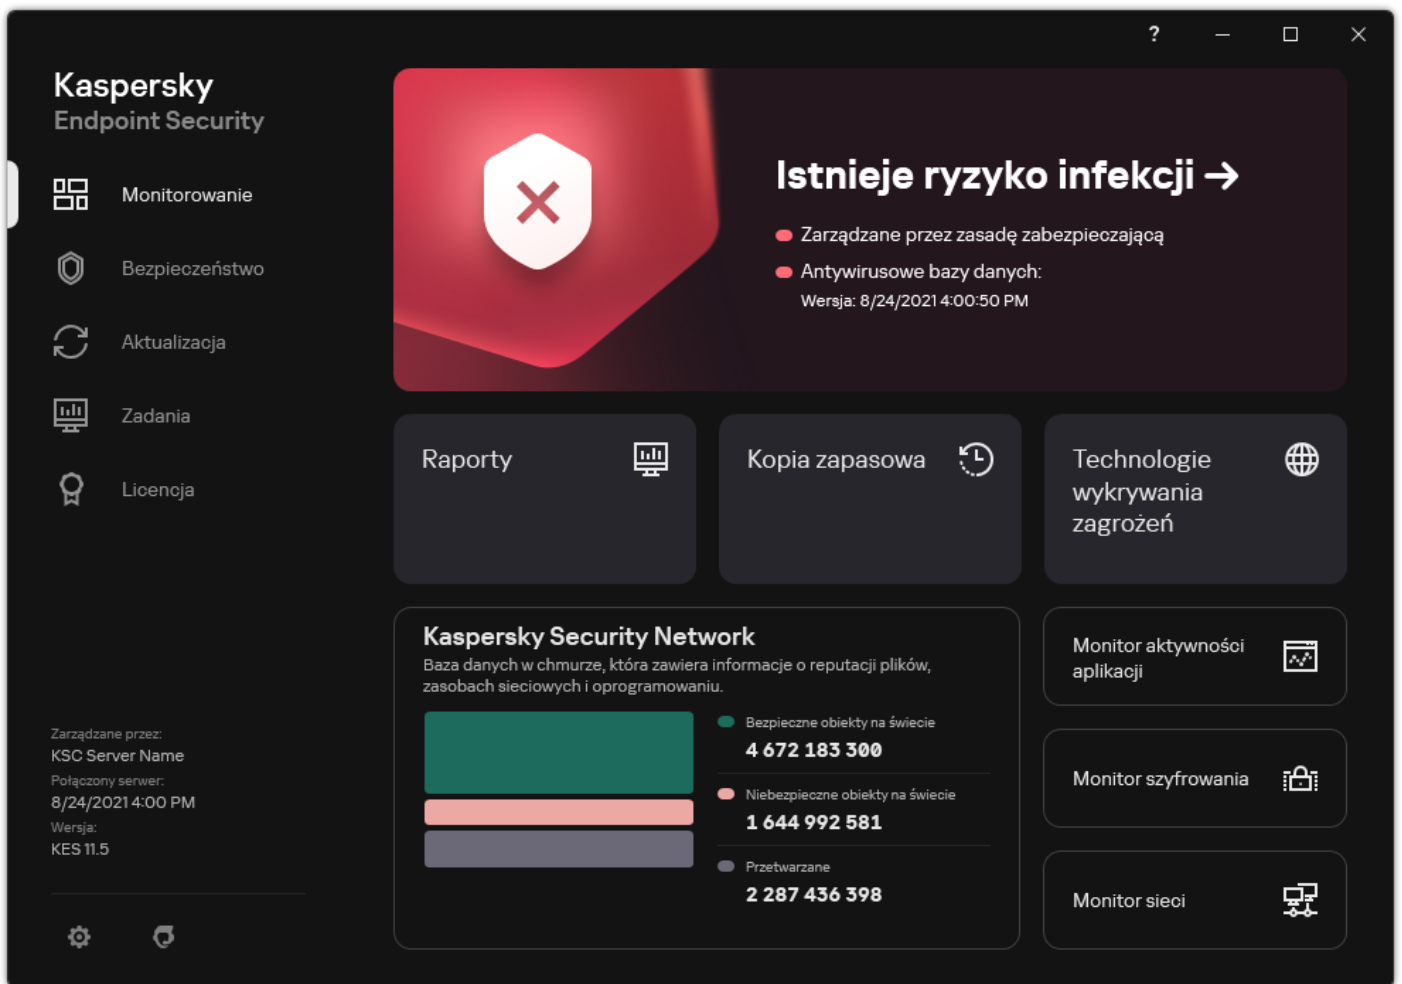 ?
Kaspersky
Endpoint Security
Monitorowanie
Bezpieczeństwo
Aktualizacja
Zadania
Licencja
Zarządzane przez:
KSC Server Name
Połączony serwer:
8/24/2021 4:00 PM
Wersja:
KES 11.5
Istnieje ryzyko infekcji →
Zarządzane przez zasadę zabezpieczającą
Antywirusowe bazy danych:
Wersja: 8/24/2021 4:00:50 PM
Raporty
Kopia zapasowa
Technologie
wykrywania
zagrożeń
Kaspersky Security Network
Baza danych w chmurze, która zawiera informacje o reputacji plików,
zasobach sieciowych i oprogramowaniu.
Bezpieczne obiekty na świecie
4 672 183 300
Niebezpieczne obiekty na świecie
1 644 992 581
Przetwarzane
2 287 436 398
Monitor aktywności
aplikacji
Monitor szyfrowania
Monitor sieci